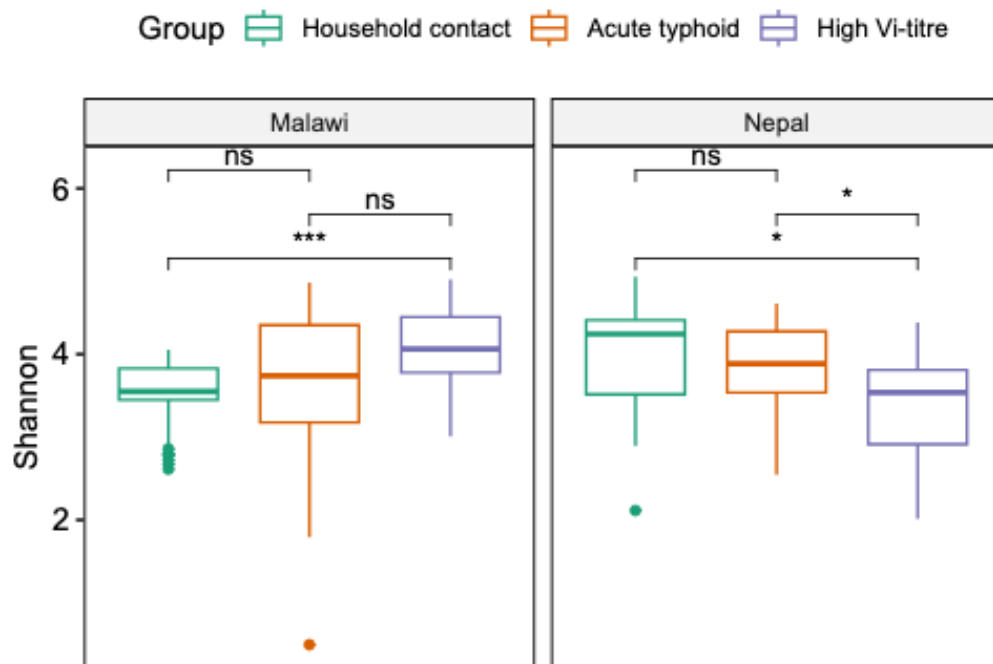 Group Household contact Acute typhoid High Vi-titre
Malawi Nepal
ns ns
6
ns *
*** *
4
Shannon
2